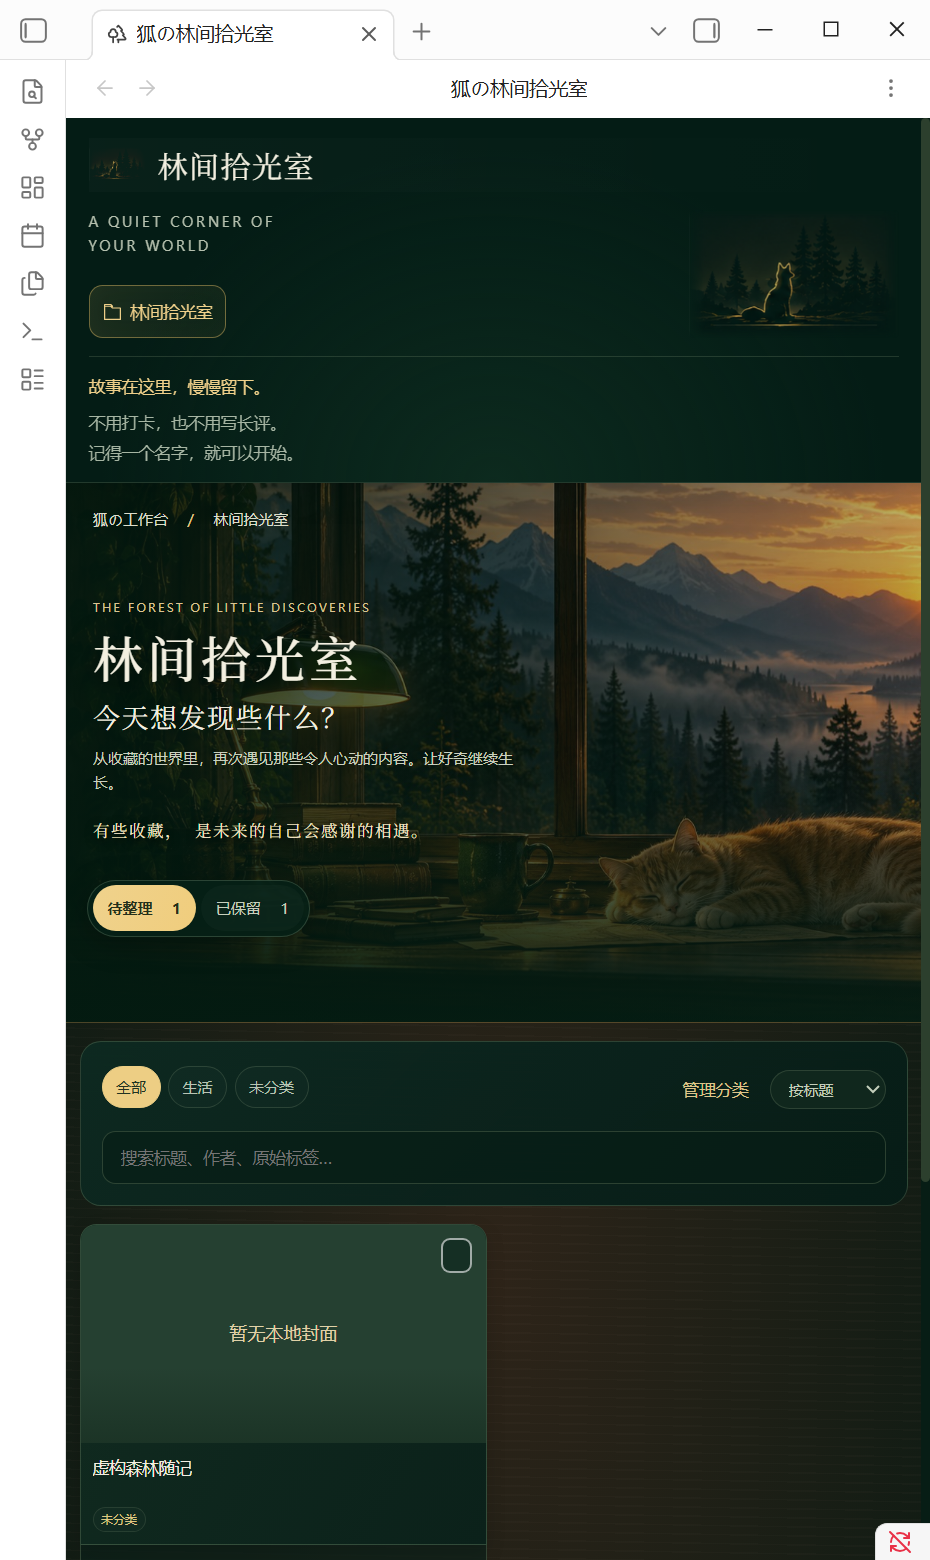 狐の林间拾光室
狐の林间拾光室
林间拾光室
A QUIET CORNER OF
YOUR WORLD
林间拾光室
故事在这里，慢慢留下。
不用打卡，也不用写长评。
记得一个名字，就可以开始。
狐の工作台 / 林间拾光室
THE FOREST OF LITTLE DISCOVERIES
林间拾光室
今天想发现些什么？
从收藏的世界里，再次遇见那些令人心动的内容。让好奇继续生
长。
有些收藏， 是未来的自己会感谢的相遇。
待整理 1 已保留 1
全部 生活 未分类 管理分类 按标题
搜索标题、作者、原始标签...
暂无本地封面
虚构森林随记
未分类